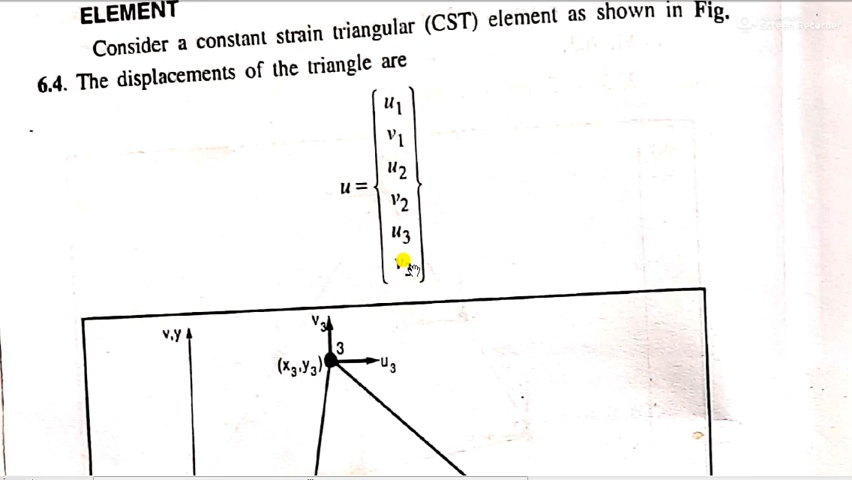 ELEMENT
Consider a constant strain triangular (CST) element as shown in Fig.
6.4. The displacements of the triangle are
u1
v1
u2
u =
v2
u3
v,y
v3
3
(x3,y3)
u3